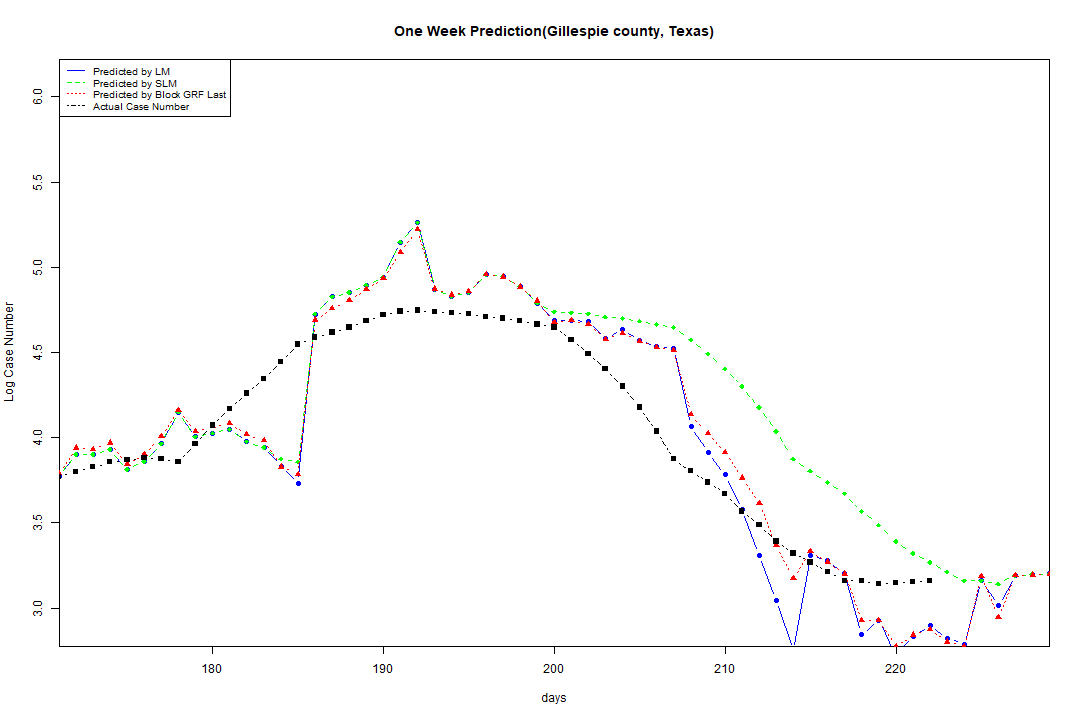 One Week Prediction(Gillespie county, Texas)
Predicted by LM
Predicted by SLM
Predicted by Block GRF Last
Actual Case Number
6.0
5.5
5.0
4.5
4.0
3.5
3.0
Log Case Number
180 190 200 210 220
days